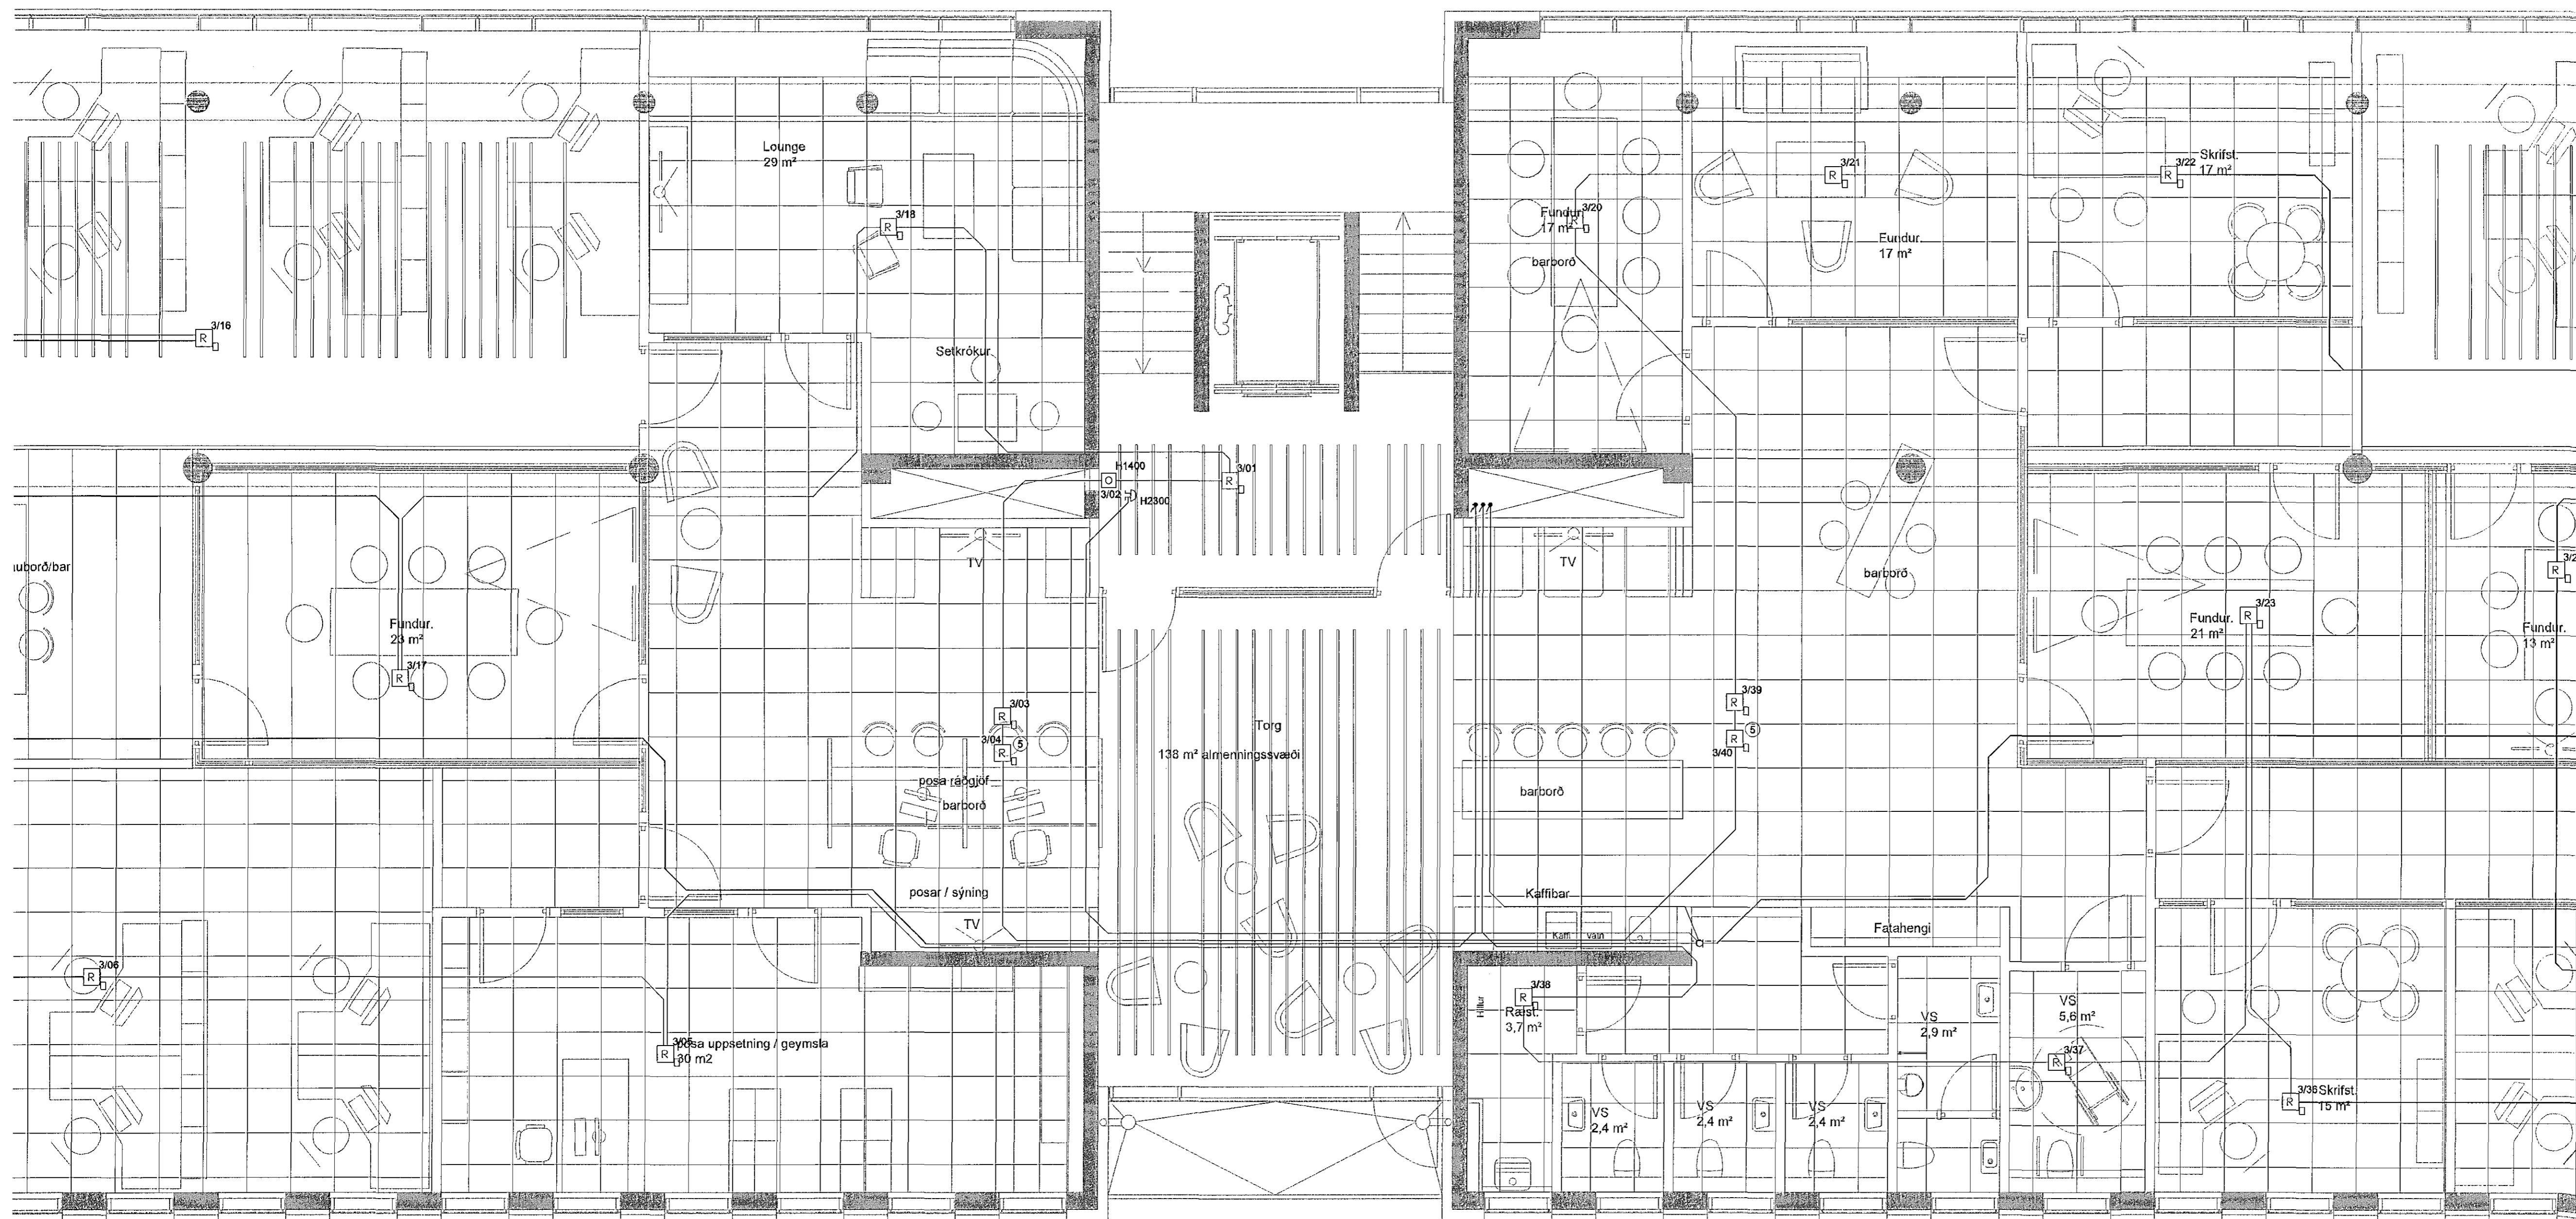 Lounge
29 m²
R
3/18
Setkrókur
R
3/16
R
3/21
R
3/22
Skrifst.
17 m²
Fundur.
17 m²
R
3/20
barborð
Fundur.
17 m²
H1400
O
3/02
H2300
R
3/01
uborð/bar
Fundur.
23 m²
R
3/17
TV
TV
barborð
R
3/23
Fundur.
21 m²
R
Fundur.
13 m²
R
3/03
3/04
R
5
posa ráðgjöf
barborð
Torg
138 m² almenningssvæði
R
3/39
R
3/40
5
barborð
posar / sýning
TV
Kaffibar
Kaffi
Vatn
Fatahengi
R
3/06
R
3/05
posa uppsetning / geymsla
30 m2
Hillur
R
3/38
Ræst.
3,7 m²
VS
2,9 m²
VS
5,6 m²
R
3/37
VS
2,4 m²
VS
2,4 m²
VS
2,4 m²
R
3/36
Skrifst.
15 m²